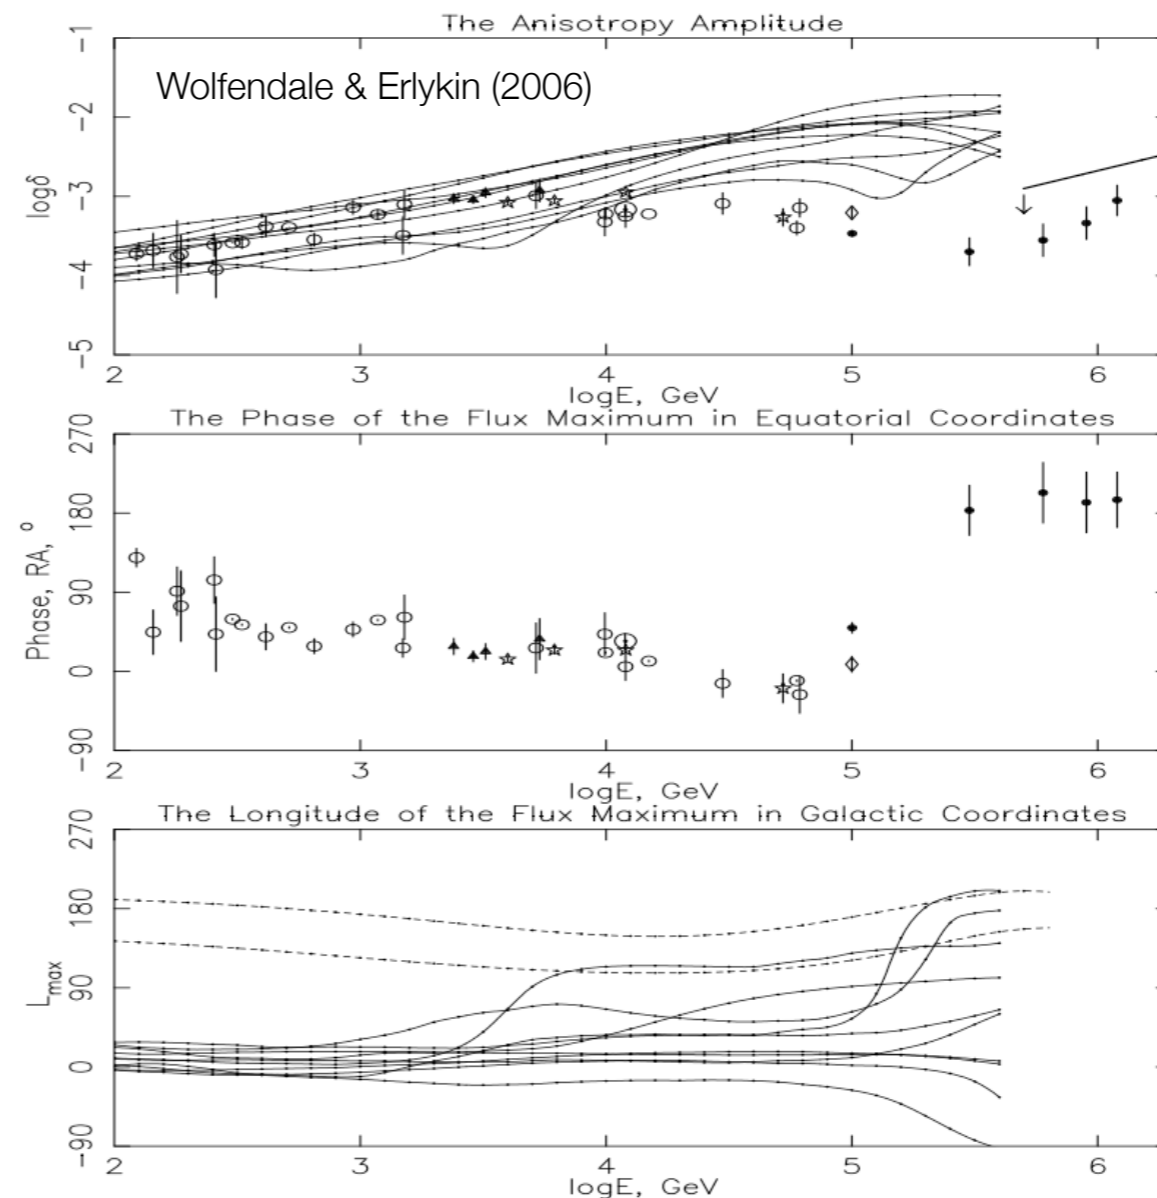 The Anisotropy Amplitude
Wolfendale & Erlykin (2006)
logδ
-1
-2
-3
-4
-5
2 3 4 5 6
logE, GeV
The Phase of the Flux Maximum in Equatorial Coordinates
Phase, RA, °
270
180
90
0
-90
2 3 4 5 6
logE, GeV
The Longitude of the Flux Maximum in Galactic Coordinates
Lmax
270
180
90
0
-90
2 3 4 5 6
logE, GeV